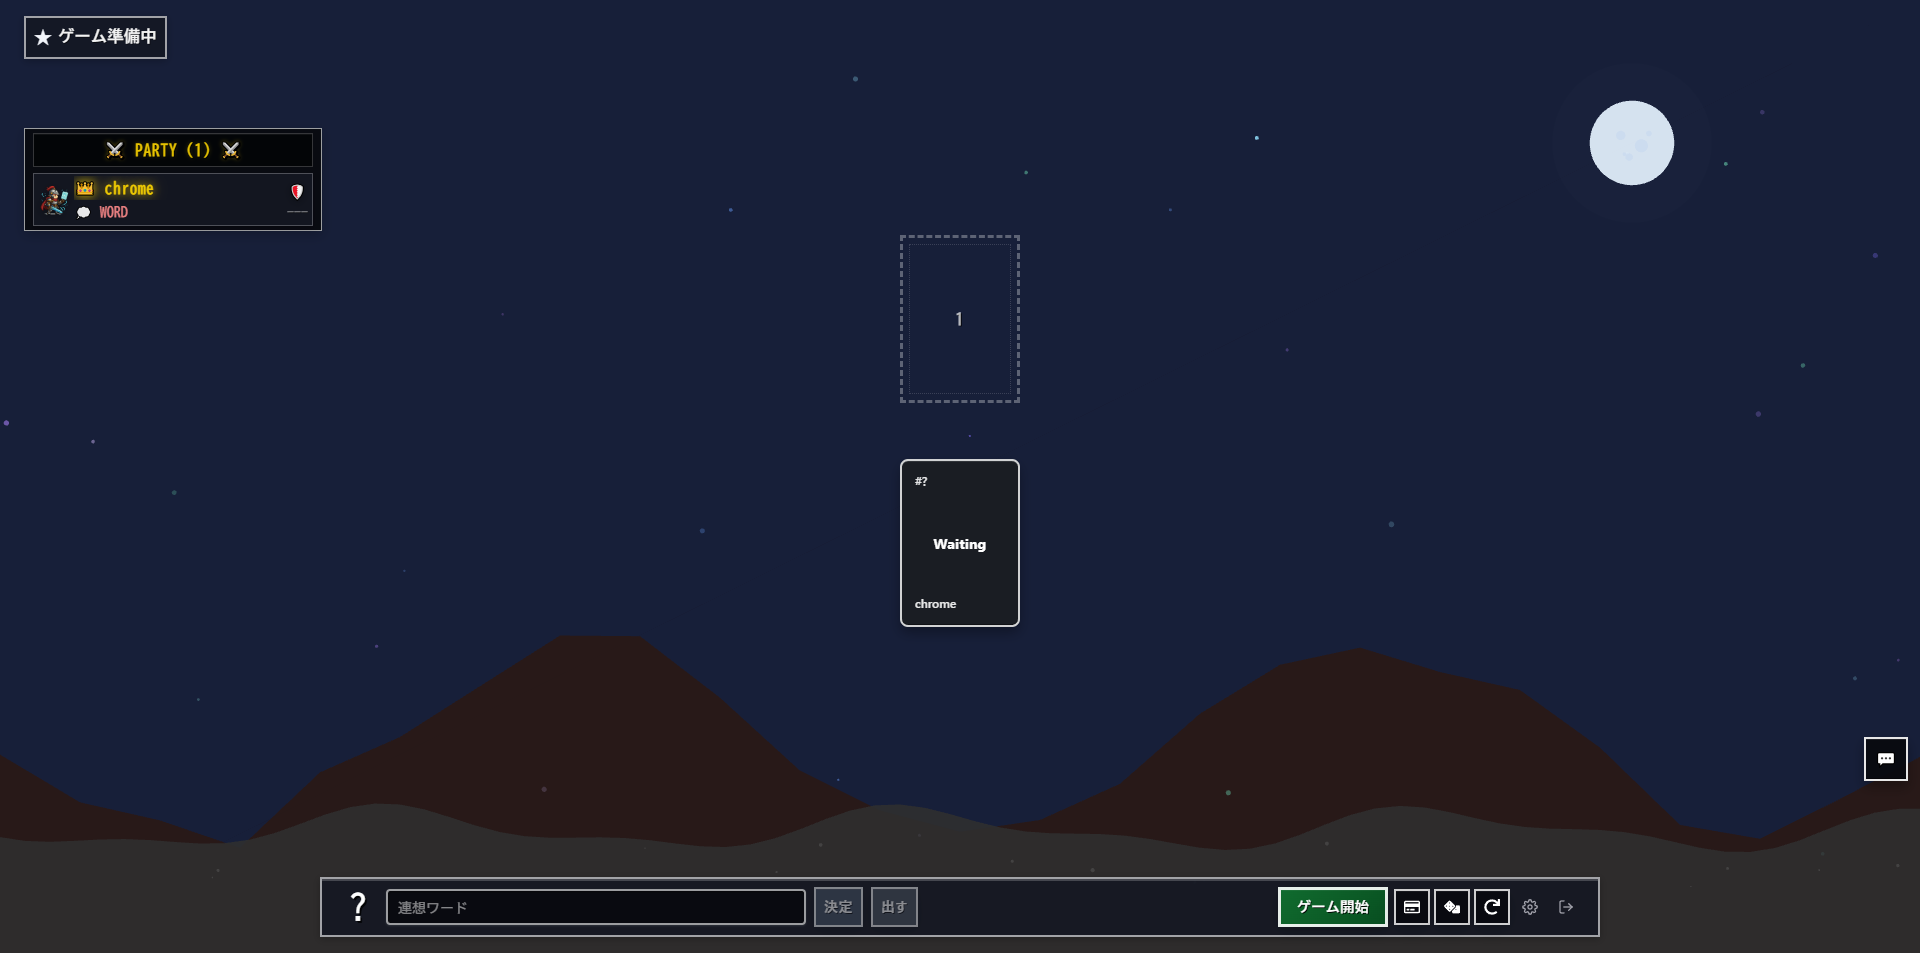 ★ ゲーム準備中
⚔ PARTY (1) ⚔
chrome
WORD
1
#?
Waiting
chrome
?
連想ワード
決定
出す
ゲーム開始